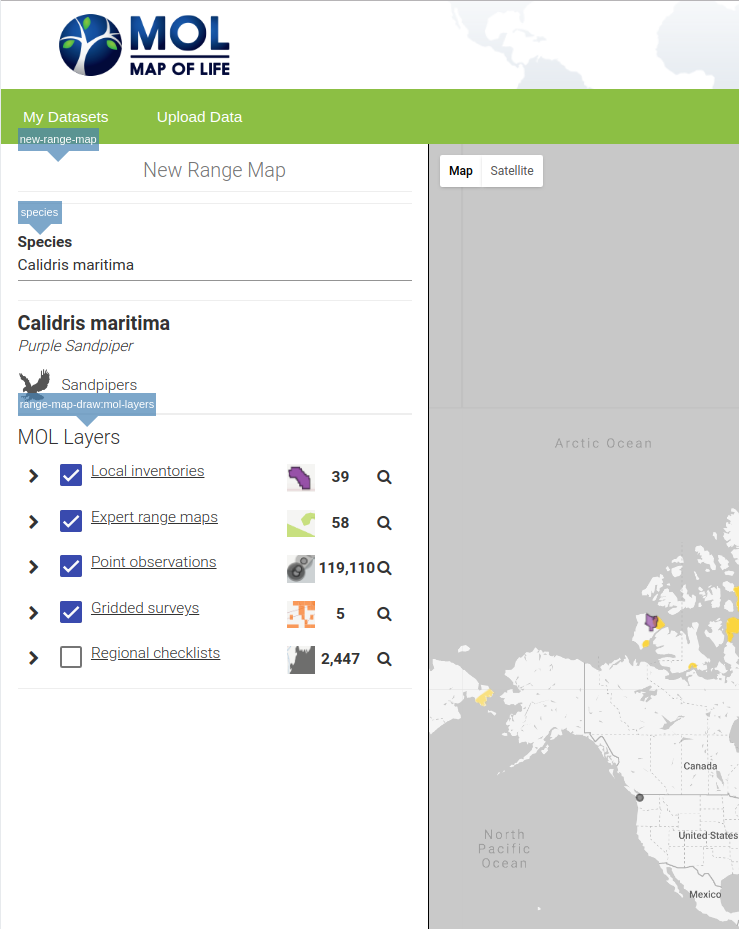 MOL
MAP OF LIFE
My Datasets Upload Data
new-range-map
New Range Map
species
Species
Calidris maritima
Calidris maritima
Purple Sandpiper
Sandpipers
range-map-draw:mol-layers
MOL Layers
Local inventories 39
Expert range maps 58
Point observations 119,110
Gridded surveys 5
Regional checklists 2,447
Map Satellite
Arctic Ocean
Canada
North
Pacific
Ocean
United States
Mexico